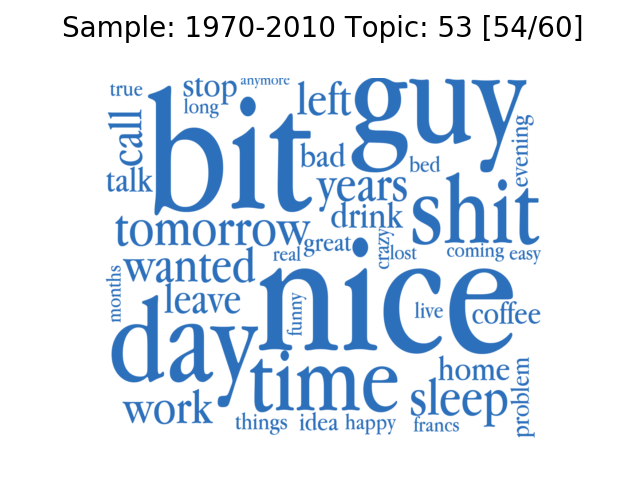 Sample: 1970-2010 Topic: 53 [54/60]
true stop anymore left guy
long
call bit evening
talk bad bed
years shit
tomorrow drink
real great crazy lost coming easy
months wanted
leave nice
funny live coffee
day time home
work sleep problem
things idea happy francs